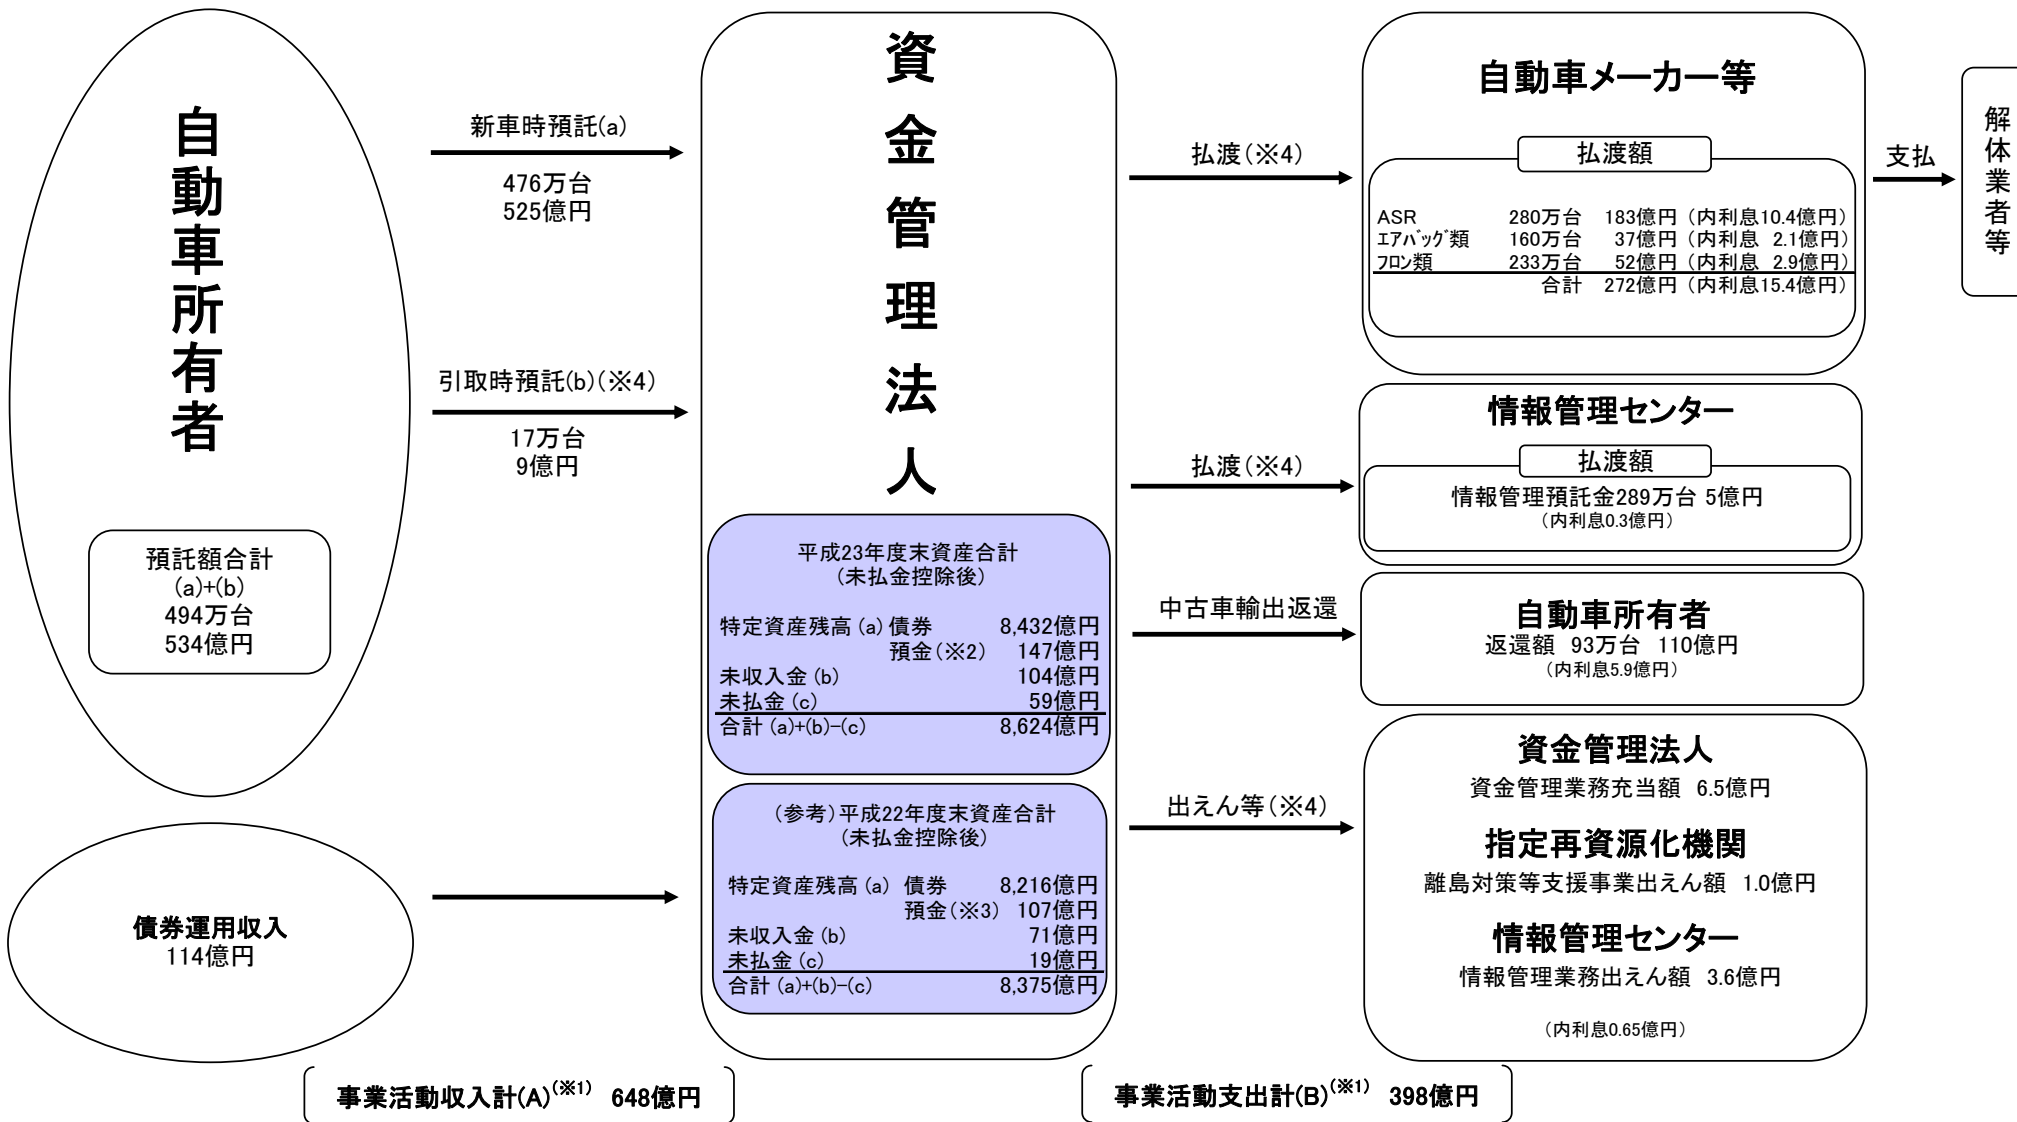 自動車所有者
預託額合計
(a)+(b)
494万台
534億円
債券運用収入
114億円
新車時預託(a)
476万台
525億円
引取時預託(b)(※4)
17万台
9億円
資金管理法人
平成23年度末資産合計
(未払金控除後)
特定資産残高(a) 債券 8,432億円
預金(※2) 147億円
未収入金(b) 104億円
未払金(c) 59億円
合計(a)+(b)-(c) 8,624億円
(参考)平成22年度末資産合計
(未払金控除後)
特定資産残高(a) 債券 8,216億円
預金(※3) 107億円
未収入金(b) 71億円
未払金(c) 19億円
合計(a)+(b)-(c) 8,375億円
払渡(※4)
払渡(※4)
中古車輸出返還
出えん等(※4)
自動車メーカー等
払渡額
ASR 280万台 183億円(内利息10.4億円)
エアバッグ類 160万台 37億円(内利息 2.1億円)
フロン類 233万台 52億円(内利息 2.9億円)
合計 272億円(内利息15.4億円)
支払
解体業者等
情報管理センター
払渡額
情報管理預託金289万台 5億円
(内利息0.3億円)
自動車所有者
返還額 93万台 110億円
(内利息5.9億円)
資金管理法人
資金管理業務充当額 6.5億円
指定再資源化機関
離島対策等支援事業出えん額 1.0億円
情報管理センター
情報管理業務出えん額 3.6億円
(内利息0.65億円)
事業活動収入計(A)(※1) 648億円
事業活動支出計(B)(※1) 398億円